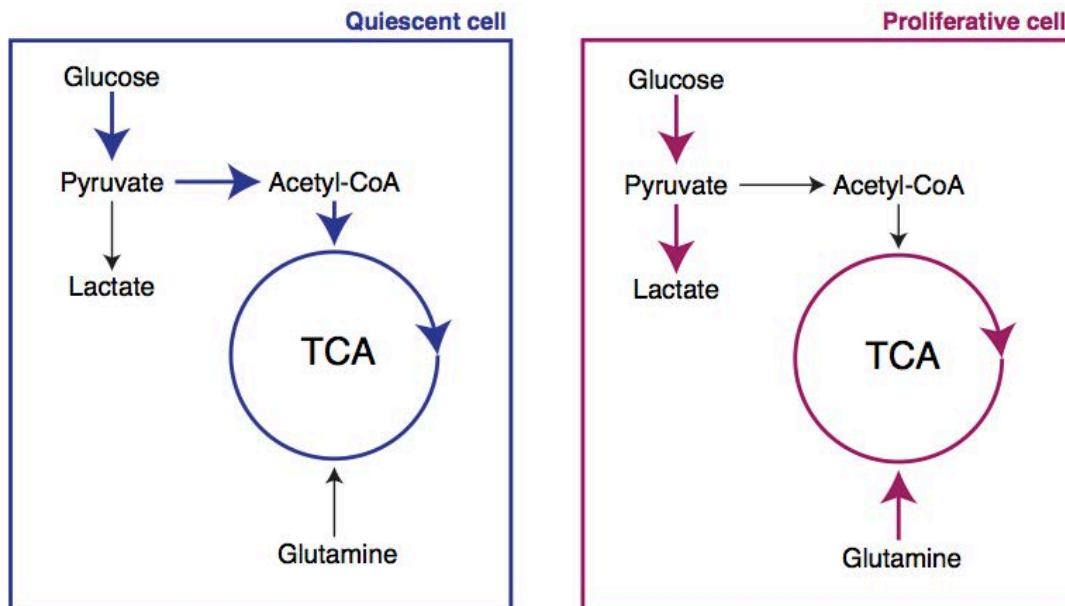 Quiescent cell
Glucose
Pyruvate
Acetyl-CoA
Lactate
TCA
Glutamine
Proliferative cell
Glucose
Pyruvate
Acetyl-CoA
Lactate
TCA
Glutamine